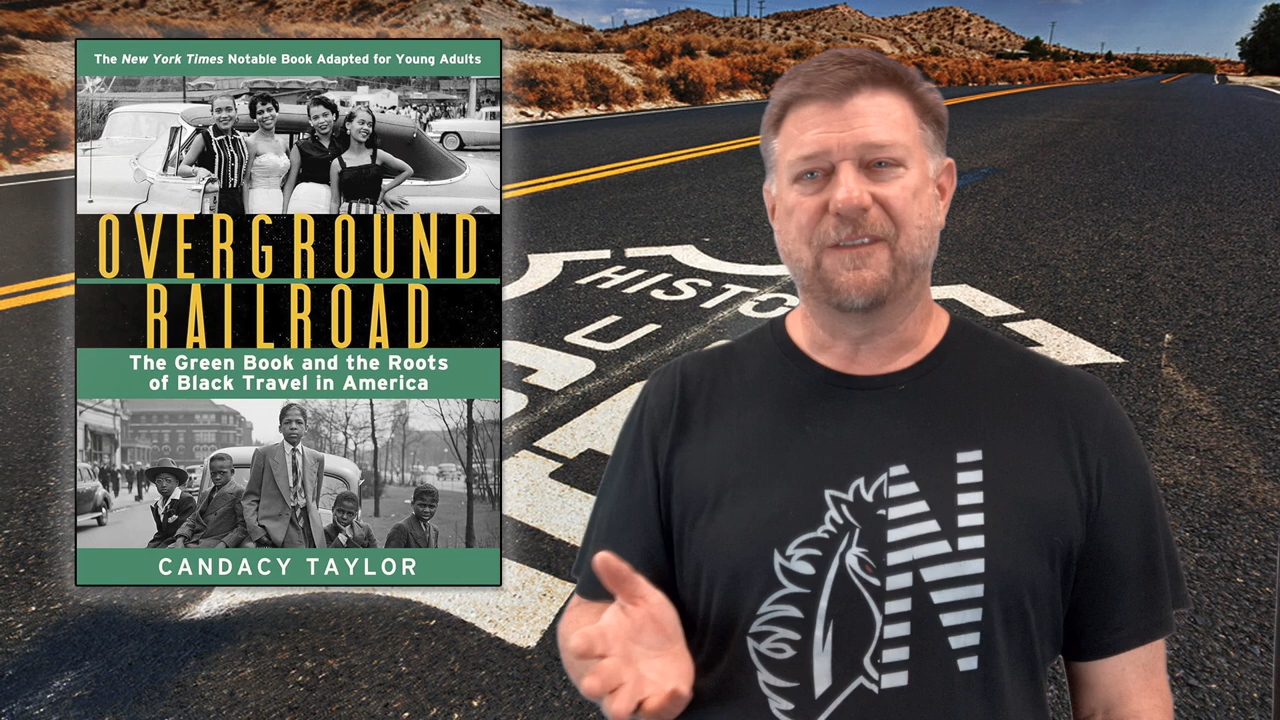 The New York Times Notable Book Adapted for Young Adults
OVERGROUND
RAILROAD
The Green Book and the Roots
of Black Travel in America
CANDACY TAYLOR
HISTO
U
N